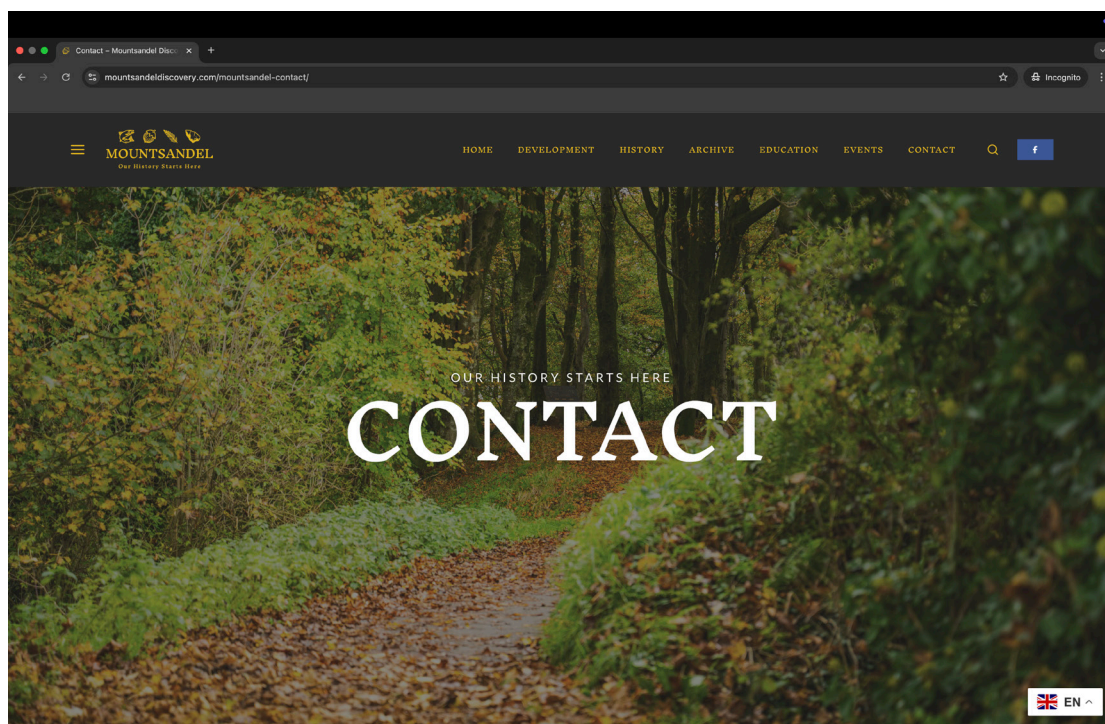 Contact – Mountsandel Disco
mountsandeldiscovery.com/mountsandel-contact/
Incognito
MOUNTSANDEL
Our History Starts Here
HOME DEVELOPMENT HISTORY ARCHIVE EDUCATION EVENTS CONTACT
f
OUR HISTORY STARTS HERE
CONTACT
EN